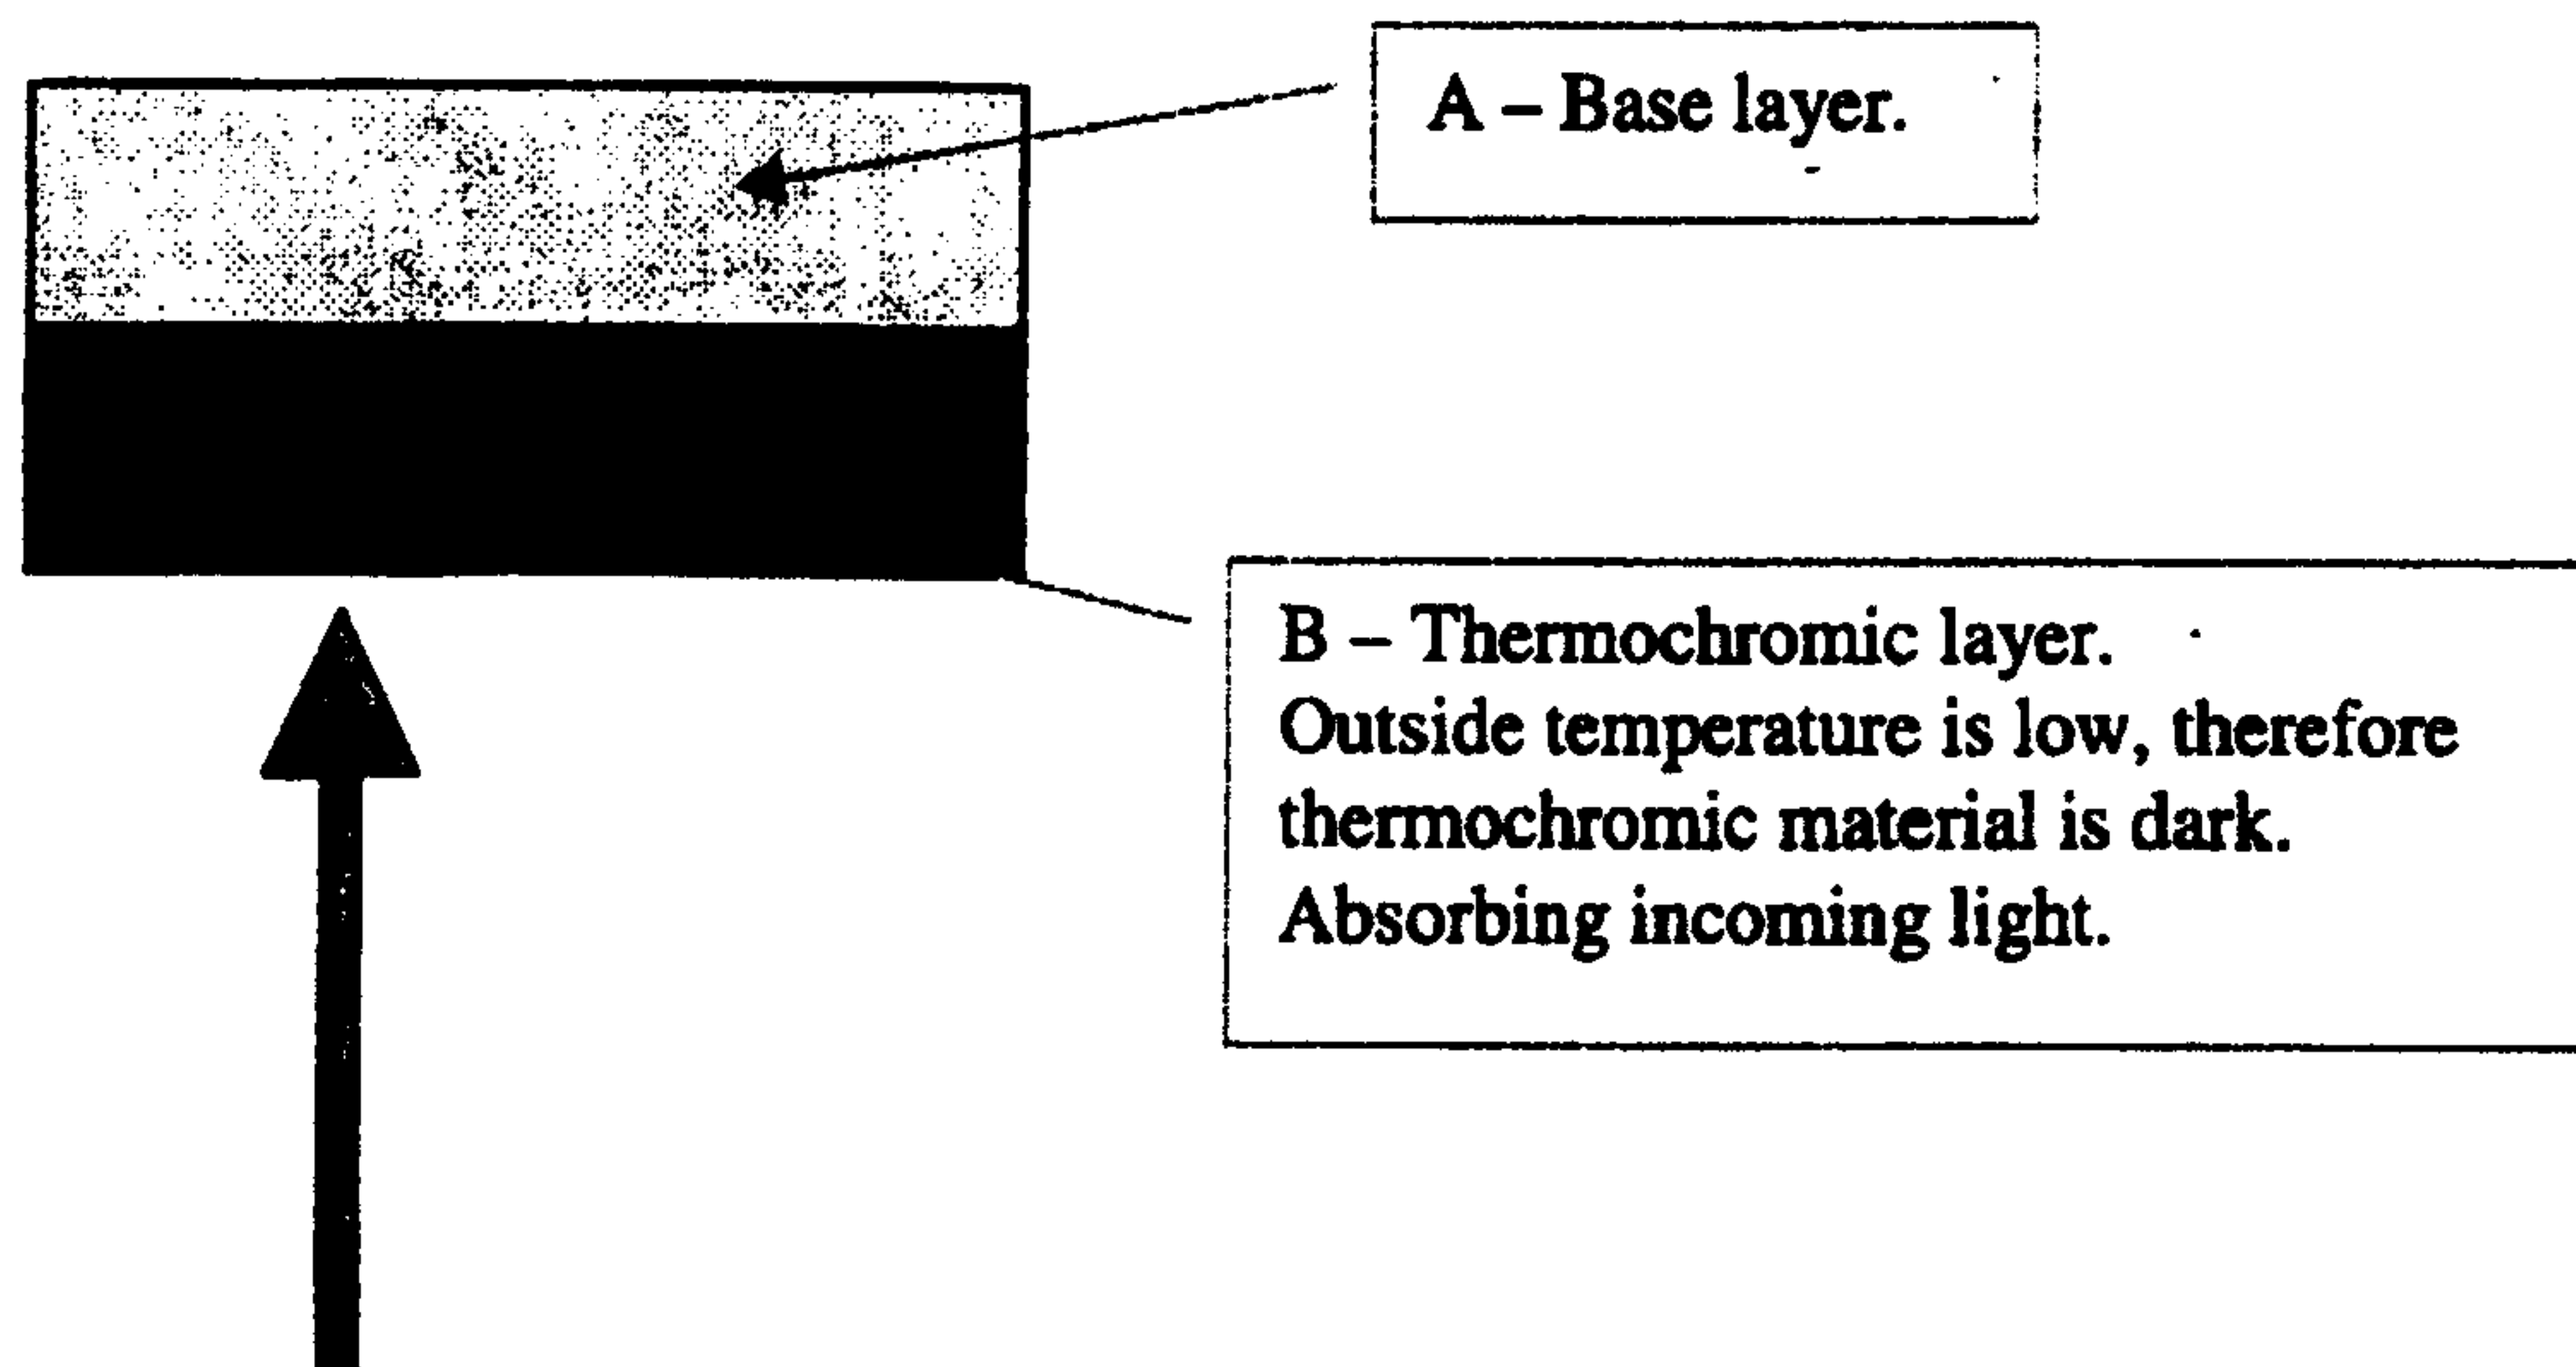 A – Base layer.
B – Thermochromic layer.
Outside temperature is low, therefore
thermochromic material is dark.
Absorbing incoming light.